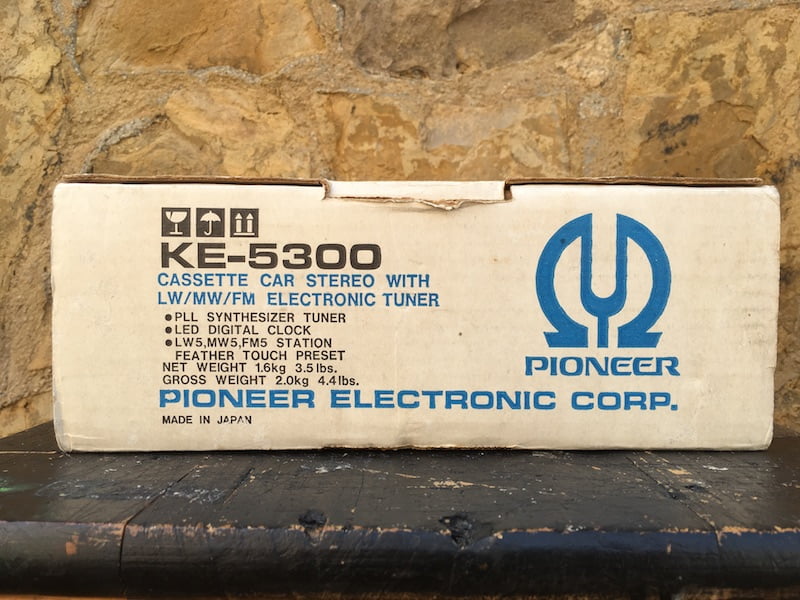 KE-5300
CASSETTE CAR STEREO WITH
LW/MW/FM ELECTRONIC TUNER
●PLL SYNTHESIZER TUNER
●LED DIGITAL CLOCK
●LW5,MW5,FM5 STATION
FEATHER TOUCH PRESET
NET WEIGHT 1.6kg 3.5lbs.
GROSS WEIGHT 2.0kg 4.4lbs.
PIONEER ELECTRONIC CORP.
MADE IN JAPAN
PIONEER